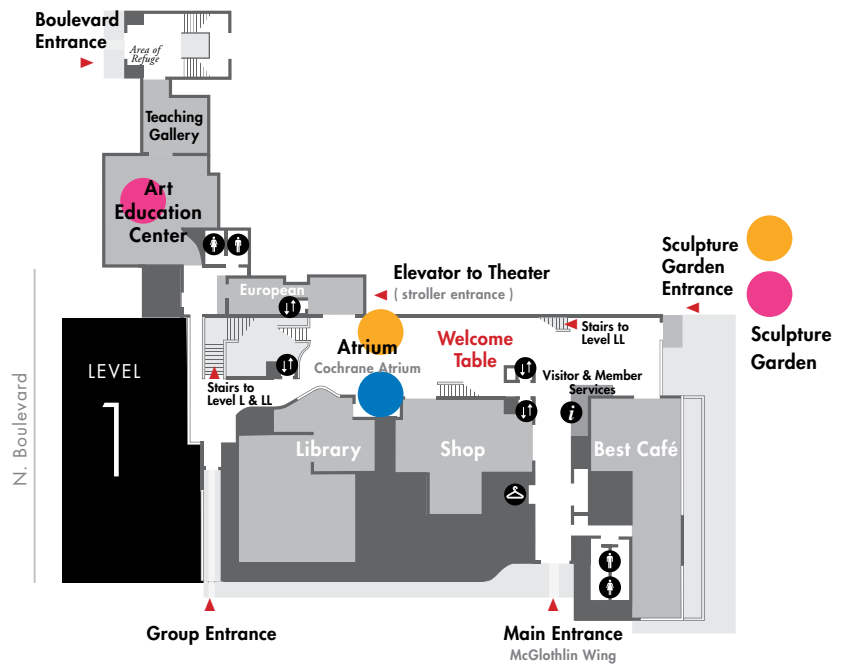 Boulevard
Entrance
Area of
Refuge
Teaching
Gallery
Art
Education
Center
European
Elevator to Theater
( stroller entrance )
Sculpture
Garden
Entrance
Sculpture
Garden
Stairs to
Level LL
Welcome
Table
Atrium
Cochrane Atrium
Visitor & Member
Services
i
Stairs to
Level L & LL
LEVEL
1
N. Boulevard
Library
Shop
Best Café
Group Entrance
Main Entrance
McGlothlin Wing